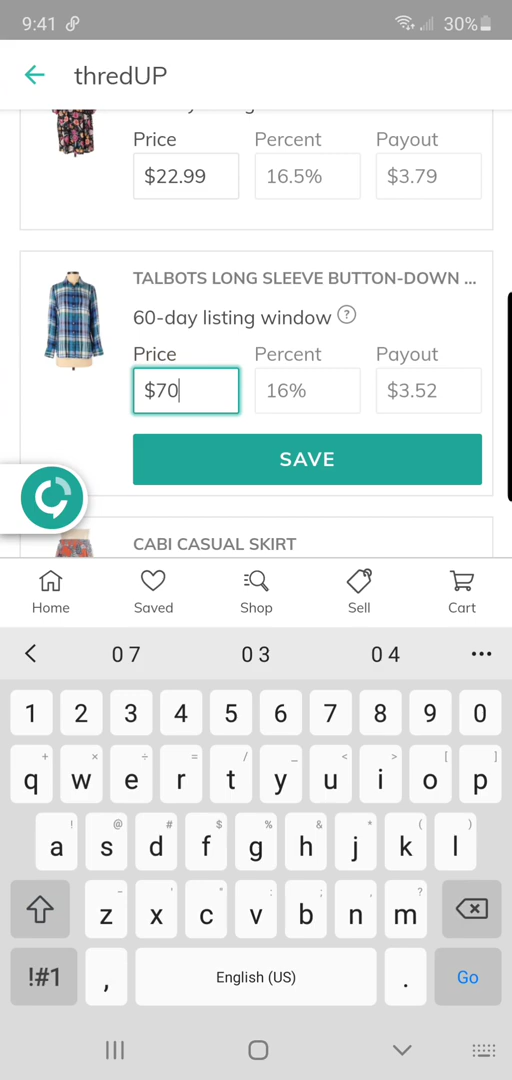 9:41 30%
thredUP
Price Percent Payout
$22.99 16.5% $3.79
TALBOTS LONG SLEEVE BUTTON-DOWN ...
60-day listing window ?
Price Percent Payout
$70 16% $3.52
SAVE
CABI CASUAL SKIRT
Home Saved Shop Sell Cart
0 7 0 3 0 4 ...
1 2 3 4 5 6 7 8 9 0
+ × ÷ = / _ < > [ ]
q w e r t y u i o p
! @ # $ % & * ( )
a s d f g h j k l
- ' " : ; , ?
z x c v b n m
!#1 , English (US) . Go